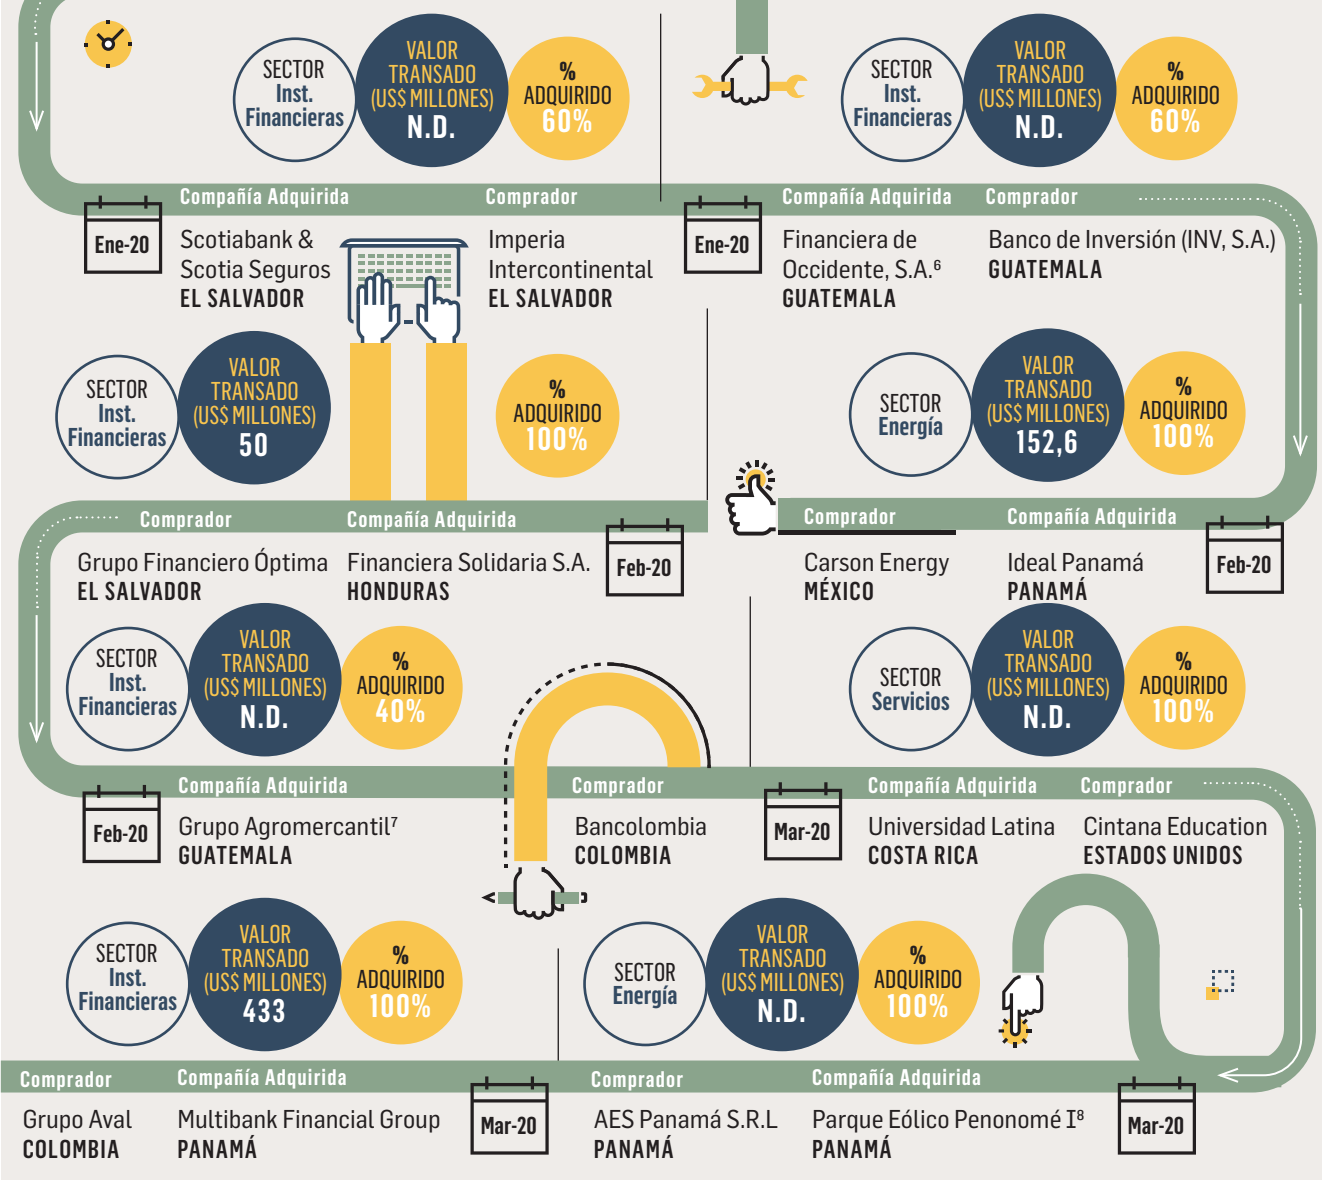 SECTOR
Inst.
Financieras
VALOR
TRANSADO
(US$ MILLONES)
N.D.
%
ADQUIRIDO
60%
SECTOR
Inst.
Financieras
VALOR
TRANSADO
(US$ MILLONES)
N.D.
%
ADQUIRIDO
60%
Ene-20
Compañía Adquirida
Scotiabank &
Scotia Seguros
EL SALVADOR
Comprador
Imperia
Intercontinental
EL SALVADOR
Ene-20
Compañía Adquirida
Financiera de
Occidente, S.A.⁶
GUATEMALA
Comprador
Banco de Inversión (INV, S.A.)
GUATEMALA
SECTOR
Inst.
Financieras
VALOR
TRANSADO
(US$ MILLONES)
50
%
ADQUIRIDO
100%
SECTOR
Energía
VALOR
TRANSADO
(US$ MILLONES)
152,6
%
ADQUIRIDO
100%
Comprador
Grupo Financiero Óptima
EL SALVADOR
Compañía Adquirida
Financiera Solidaria S.A.
HONDURAS
Feb-20
Comprador
Carson Energy
MÉXICO
Compañía Adquirida
Ideal Panamá
PANAMÁ
Feb-20
SECTOR
Inst.
Financieras
VALOR
TRANSADO
(US$ MILLONES)
N.D.
%
ADQUIRIDO
40%
SECTOR
Servicios
VALOR
TRANSADO
(US$ MILLONES)
N.D.
%
ADQUIRIDO
100%
Feb-20
Compañía Adquirida
Grupo Agromercantil⁷
GUATEMALA
Comprador
Bancolombia
COLOMBIA
Mar-20
Compañía Adquirida
Universidad Latina
COSTA RICA
Comprador
Cintana Education
ESTADOS UNIDOS
SECTOR
Inst.
Financieras
VALOR
TRANSADO
(US$ MILLONES)
433
%
ADQUIRIDO
100%
SECTOR
Energía
VALOR
TRANSADO
(US$ MILLONES)
N.D.
%
ADQUIRIDO
100%
Comprador
Grupo Aval
COLOMBIA
Compañía Adquirida
Multibank Financial Group
PANAMÁ
Mar-20
Comprador
AES Panamá S.R.L
PANAMÁ
Compañía Adquirida
Parque Eólico Penonomé I⁸
PANAMÁ
Mar-20